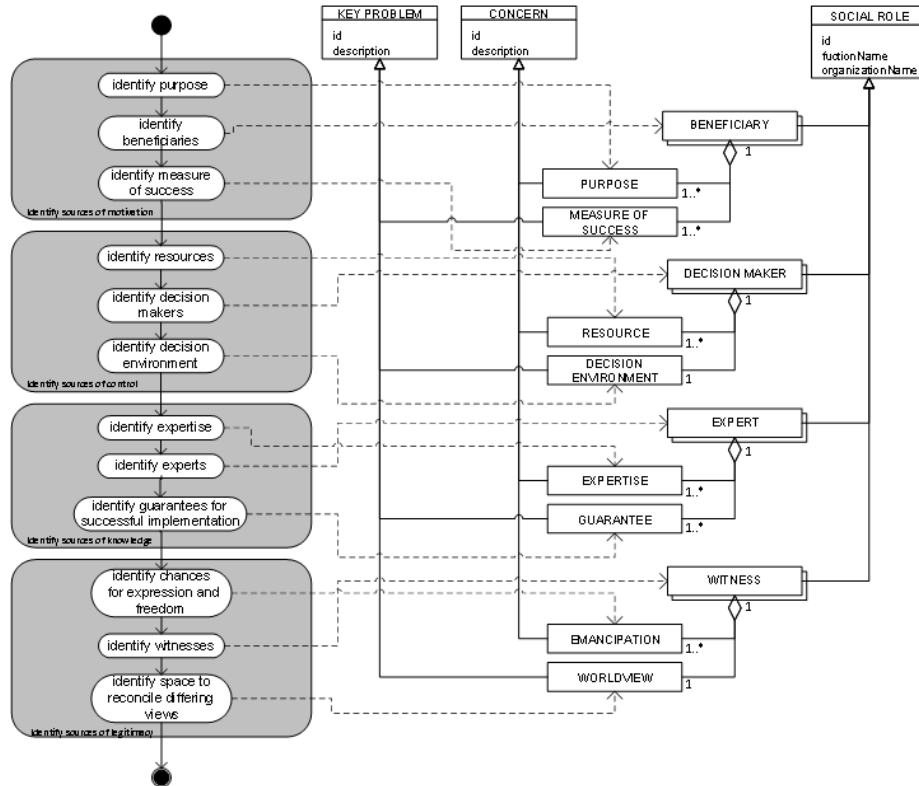 KEY PROBLEM
id
description
CONCERN
id
description
SOCIAL ROLE
id
fuctionName
organizationName
identify purpose
identify
beneficiaries
identify measure
of success
Identify sources of motivation
identify resources
identify decision
makers
identify decision
environment
Identify sources of control
identify expertise
identify experts
identify guarantees for
successful implementation
Identify sources of knowledge
identify chances
for expression and
freedom
identify witnesses
identify space to
reconcile differing
views
Identify sources of legitimacy
BENEFICIARY
1
PURPOSE
1..*
MEASURE OF
SUCCESS
1..*
DECISION MAKER
1
RESOURCE
1..*
DECISION
ENVIRONMENT
1
EXPERT
1
EXPERTISE
1..*
GUARANTEE
1..*
WITNESS
1
EMANCIPATION
1..*
WORLDVIEW
1